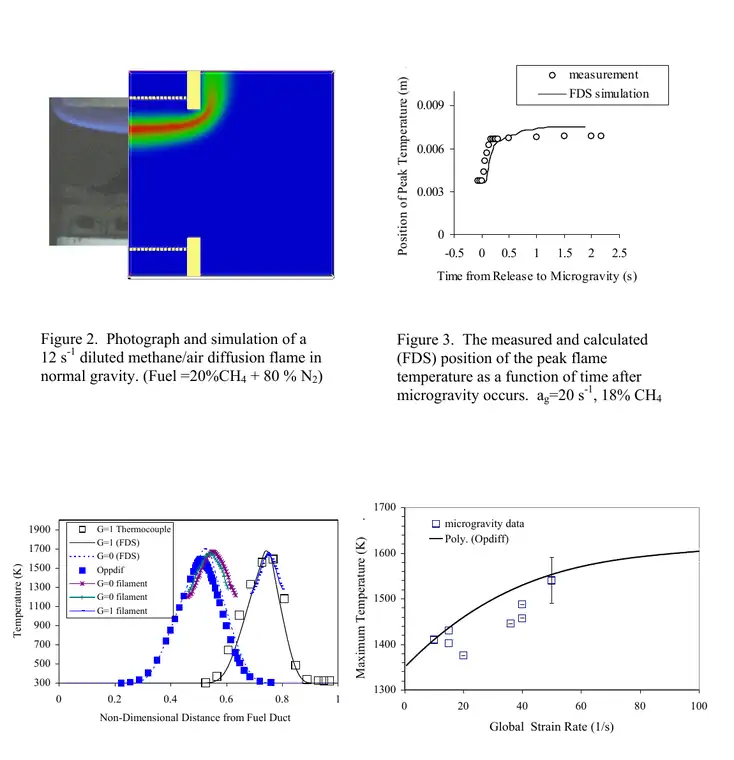 measurement
FDS simulation
Position of Peak Temperature (m)
0.009
0.006
0.003
0
-0.5 0 0.5 1 1.5 2 2.5
Time from Release to Microgravity (s)
Figure 2. Photograph and simulation of a
12 s-1 diluted methane/air diffusion flame in
normal gravity. (Fuel =20%CH4 + 80 % N2)
Figure 3. The measured and calculated
(FDS) position of the peak flame
temperature as a function of time after
microgravity occurs. ag=20 s-1, 18% CH4
Temperature (K)
1900
1700
1500
1300
1100
900
700
500
300
G=1 Thermocouple
G=1 (FDS)
G=0 (FDS)
Oppdif
G=0 filament
G=0 filament
G=1 filament
0 0.2 0.4 0.6 0.8 1
Non-Dimensional Distance from Fuel Duct
Maximum Temperature (K)
1700
1600
1500
1400
1300
microgravity data
Poly. (Opdiff)
0 20 40 60 80 100
Global Strain Rate (1/s)